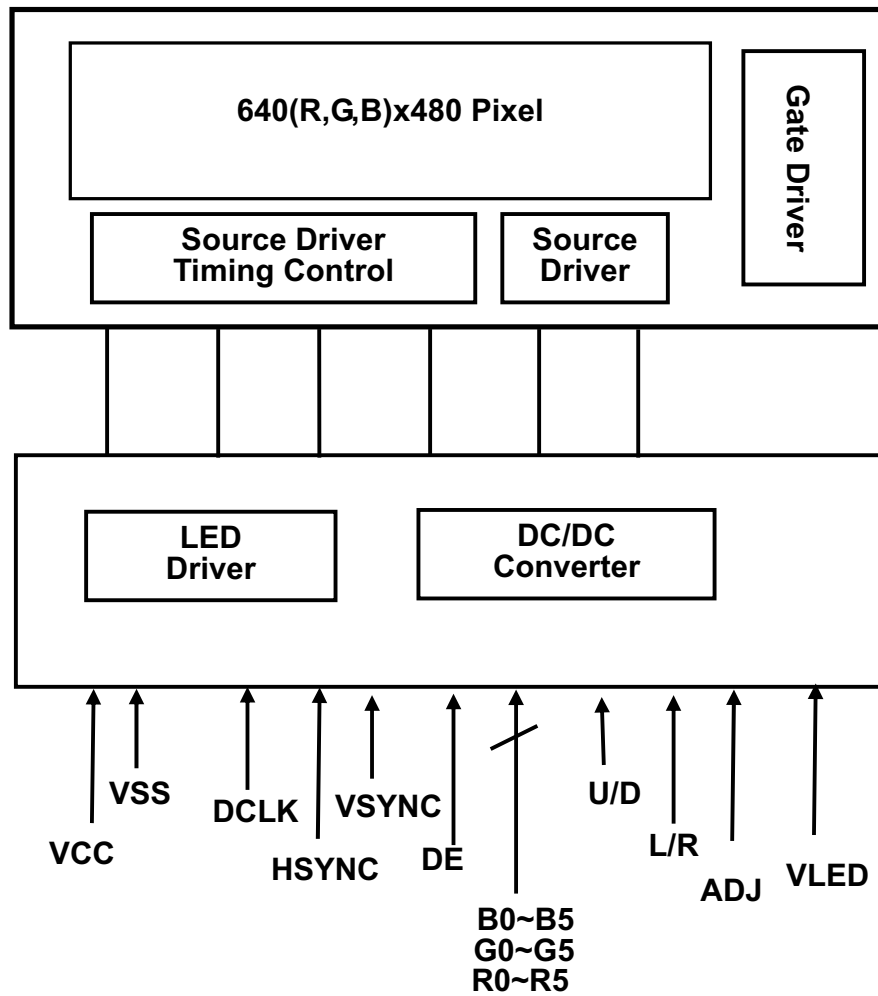 640(R,G,B)x480 Pixel
Gate Driver
Source Driver
Timing Control
Source
Driver
LED
Driver
DC/DC
Converter
VCC
VSS
DCLK
HSYNC
VSYNC
DE
B0~B5
G0~G5
R0~R5
U/D
L/R
ADJ
VLED